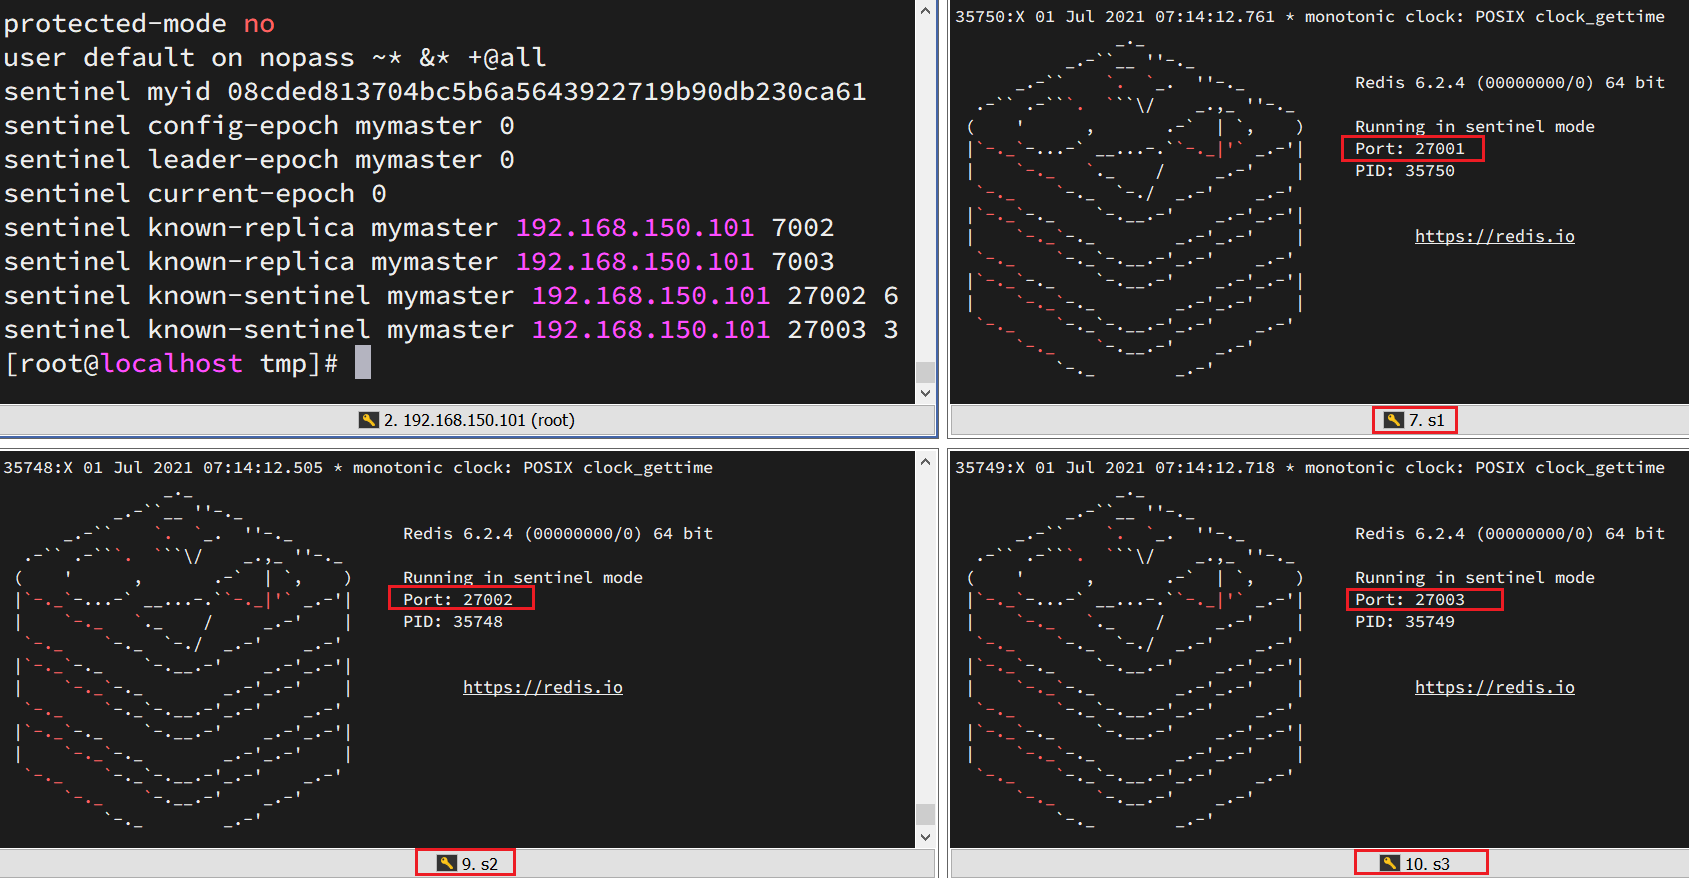 protected-mode no
user default on nopass ~* &* +@all
sentinel myid 08cded813704bc5b6a5643922719b90db230ca61
sentinel config-epoch mymaster 0
sentinel leader-epoch mymaster 0
sentinel current-epoch 0
sentinel known-replica mymaster 192.168.150.101 7002
sentinel known-replica mymaster 192.168.150.101 7003
sentinel known-sentinel mymaster 192.168.150.101 27002 6
sentinel known-sentinel mymaster 192.168.150.101 27003 3
[root@localhost tmp]#
2. 192.168.150.101 (root)
35750:X 01 Jul 2021 07:14:12.761 * monotonic clock: POSIX clock_gettime
Redis 6.2.4 (00000000/0) 64 bit
Running in sentinel mode
Port: 27001
PID: 35750
https://redis.io
7. s1
35748:X 01 Jul 2021 07:14:12.505 * monotonic clock: POSIX clock_gettime
Redis 6.2.4 (00000000/0) 64 bit
Running in sentinel mode
Port: 27002
PID: 35748
https://redis.io
9. s2
35749:X 01 Jul 2021 07:14:12.718 * monotonic clock: POSIX clock_gettime
Redis 6.2.4 (00000000/0) 64 bit
Running in sentinel mode
Port: 27003
PID: 35749
https://redis.io
10. s3